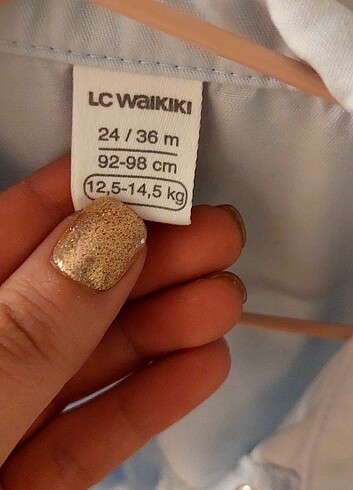 LC WAIKIKI
24 / 36 m
92-98 cm
12,5-14,5 kg